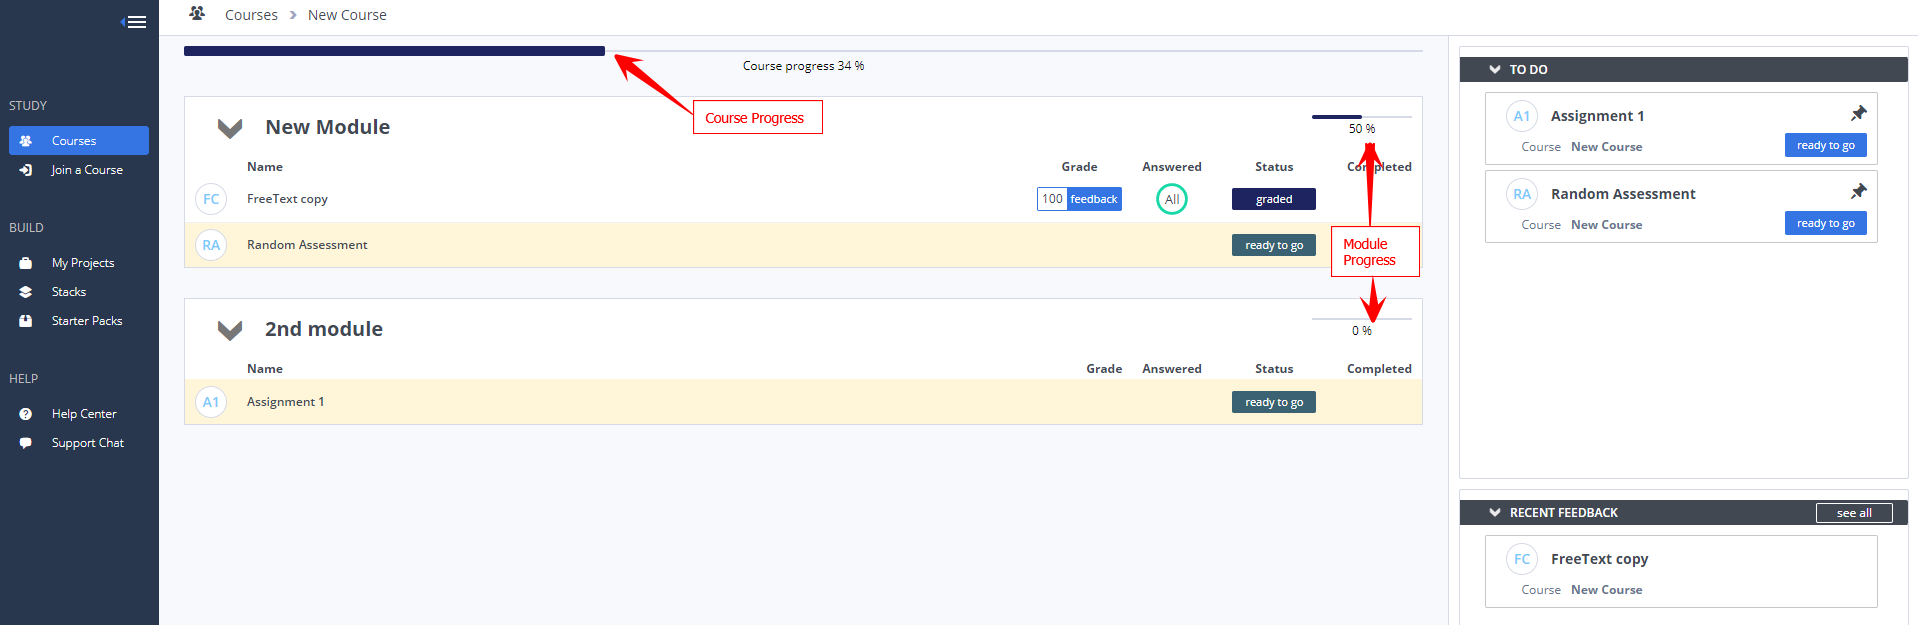 Courses New Course
Course progress 34 %
Course Progress
STUDY
Courses
Join a Course
BUILD
My Projects
Stacks
Starter Packs
HELP
Help Center
Support Chat
New Module
50 %
Name Grade Answered Status Completed
FC FreeText copy 100 feedback All graded
RA Random Assessment ready to go
Module
Progress
2nd module
0 %
Name Grade Answered Status Completed
A1 Assignment 1 ready to go
TO DO
A1 Assignment 1
Course New Course ready to go
RA Random Assessment
Course New Course ready to go
RECENT FEEDBACK see all
FC FreeText copy
Course New Course